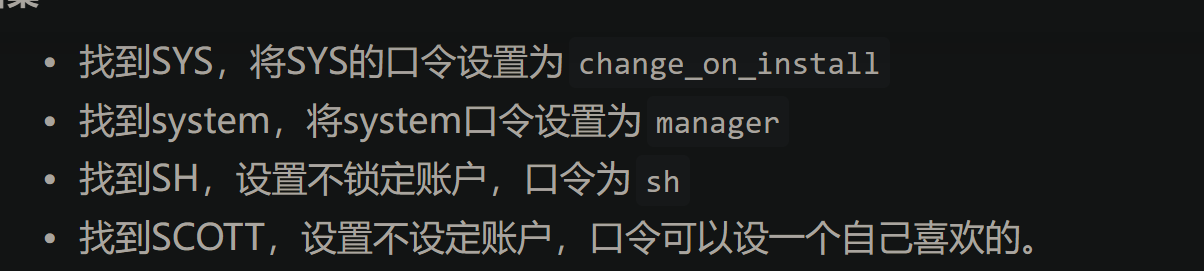 找到SYS，将SYS的口令设置为 change_on_install
找到system，将system口令设置为 manager
找到SH，设置不锁定账户，口令为 sh
找到SCOTT，设置不设定账户，口令可以设一个自己喜欢的。